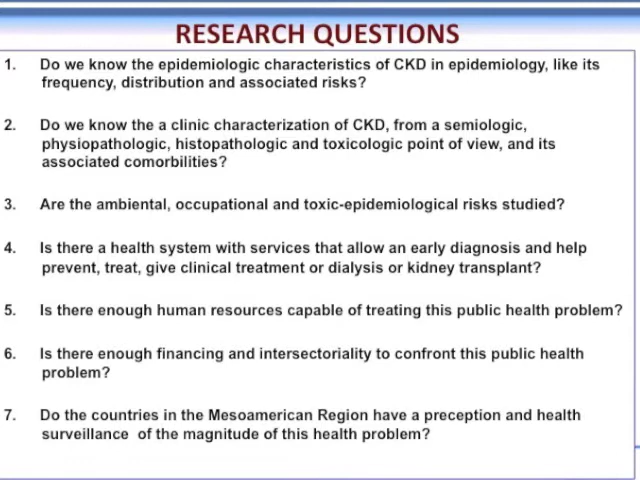 RESEARCH QUESTIONS
1. Do we know the epidemiologic characteristics of CKD in epidemiology, like its
frequency, distribution and associated risks?
2. Do we know the a clinic characterization of CKD, from a semiologic,
physiopathologic, histopathologic and toxicologic point of view, and its
associated comorbilities?
3. Are the ambiental, occupational and toxic-epidemiological risks studied?
4. Is there a health system with services that allow an early diagnosis and help
prevent, treat, give clinical treatment or dialysis or kidney transplant?
5. Is there enough human resources capable of treating this public health problem?
6. Is there enough financing and intersectoriality to confront this public health
problem?
7. Do the countries in the Mesoamerican Region have a preception and health
surveillance of the magnitude of this health problem?